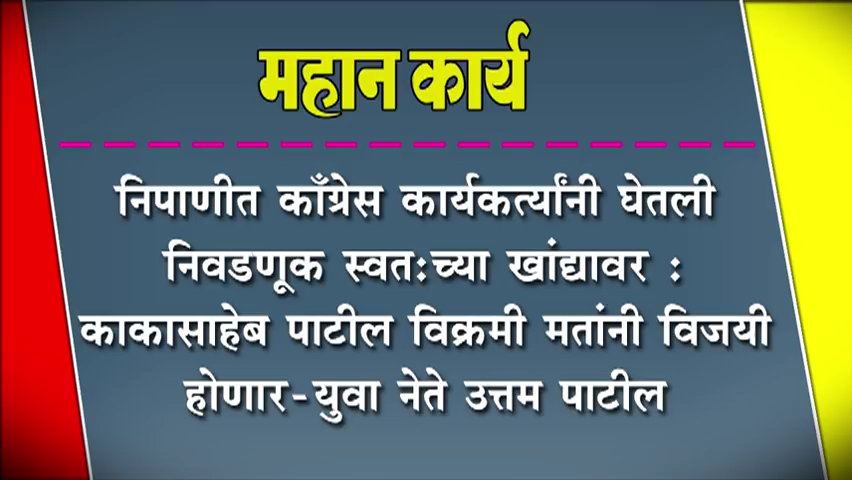 महान कार्य
निपाणीत काँग्रेस कार्यकर्त्यांनी घेतली
निवडणूक स्वतःच्या खांद्यावर :
काकासाहेब पाटील विक्रमी मतांनी विजयी
होणार-युवा नेते उत्तम पाटील